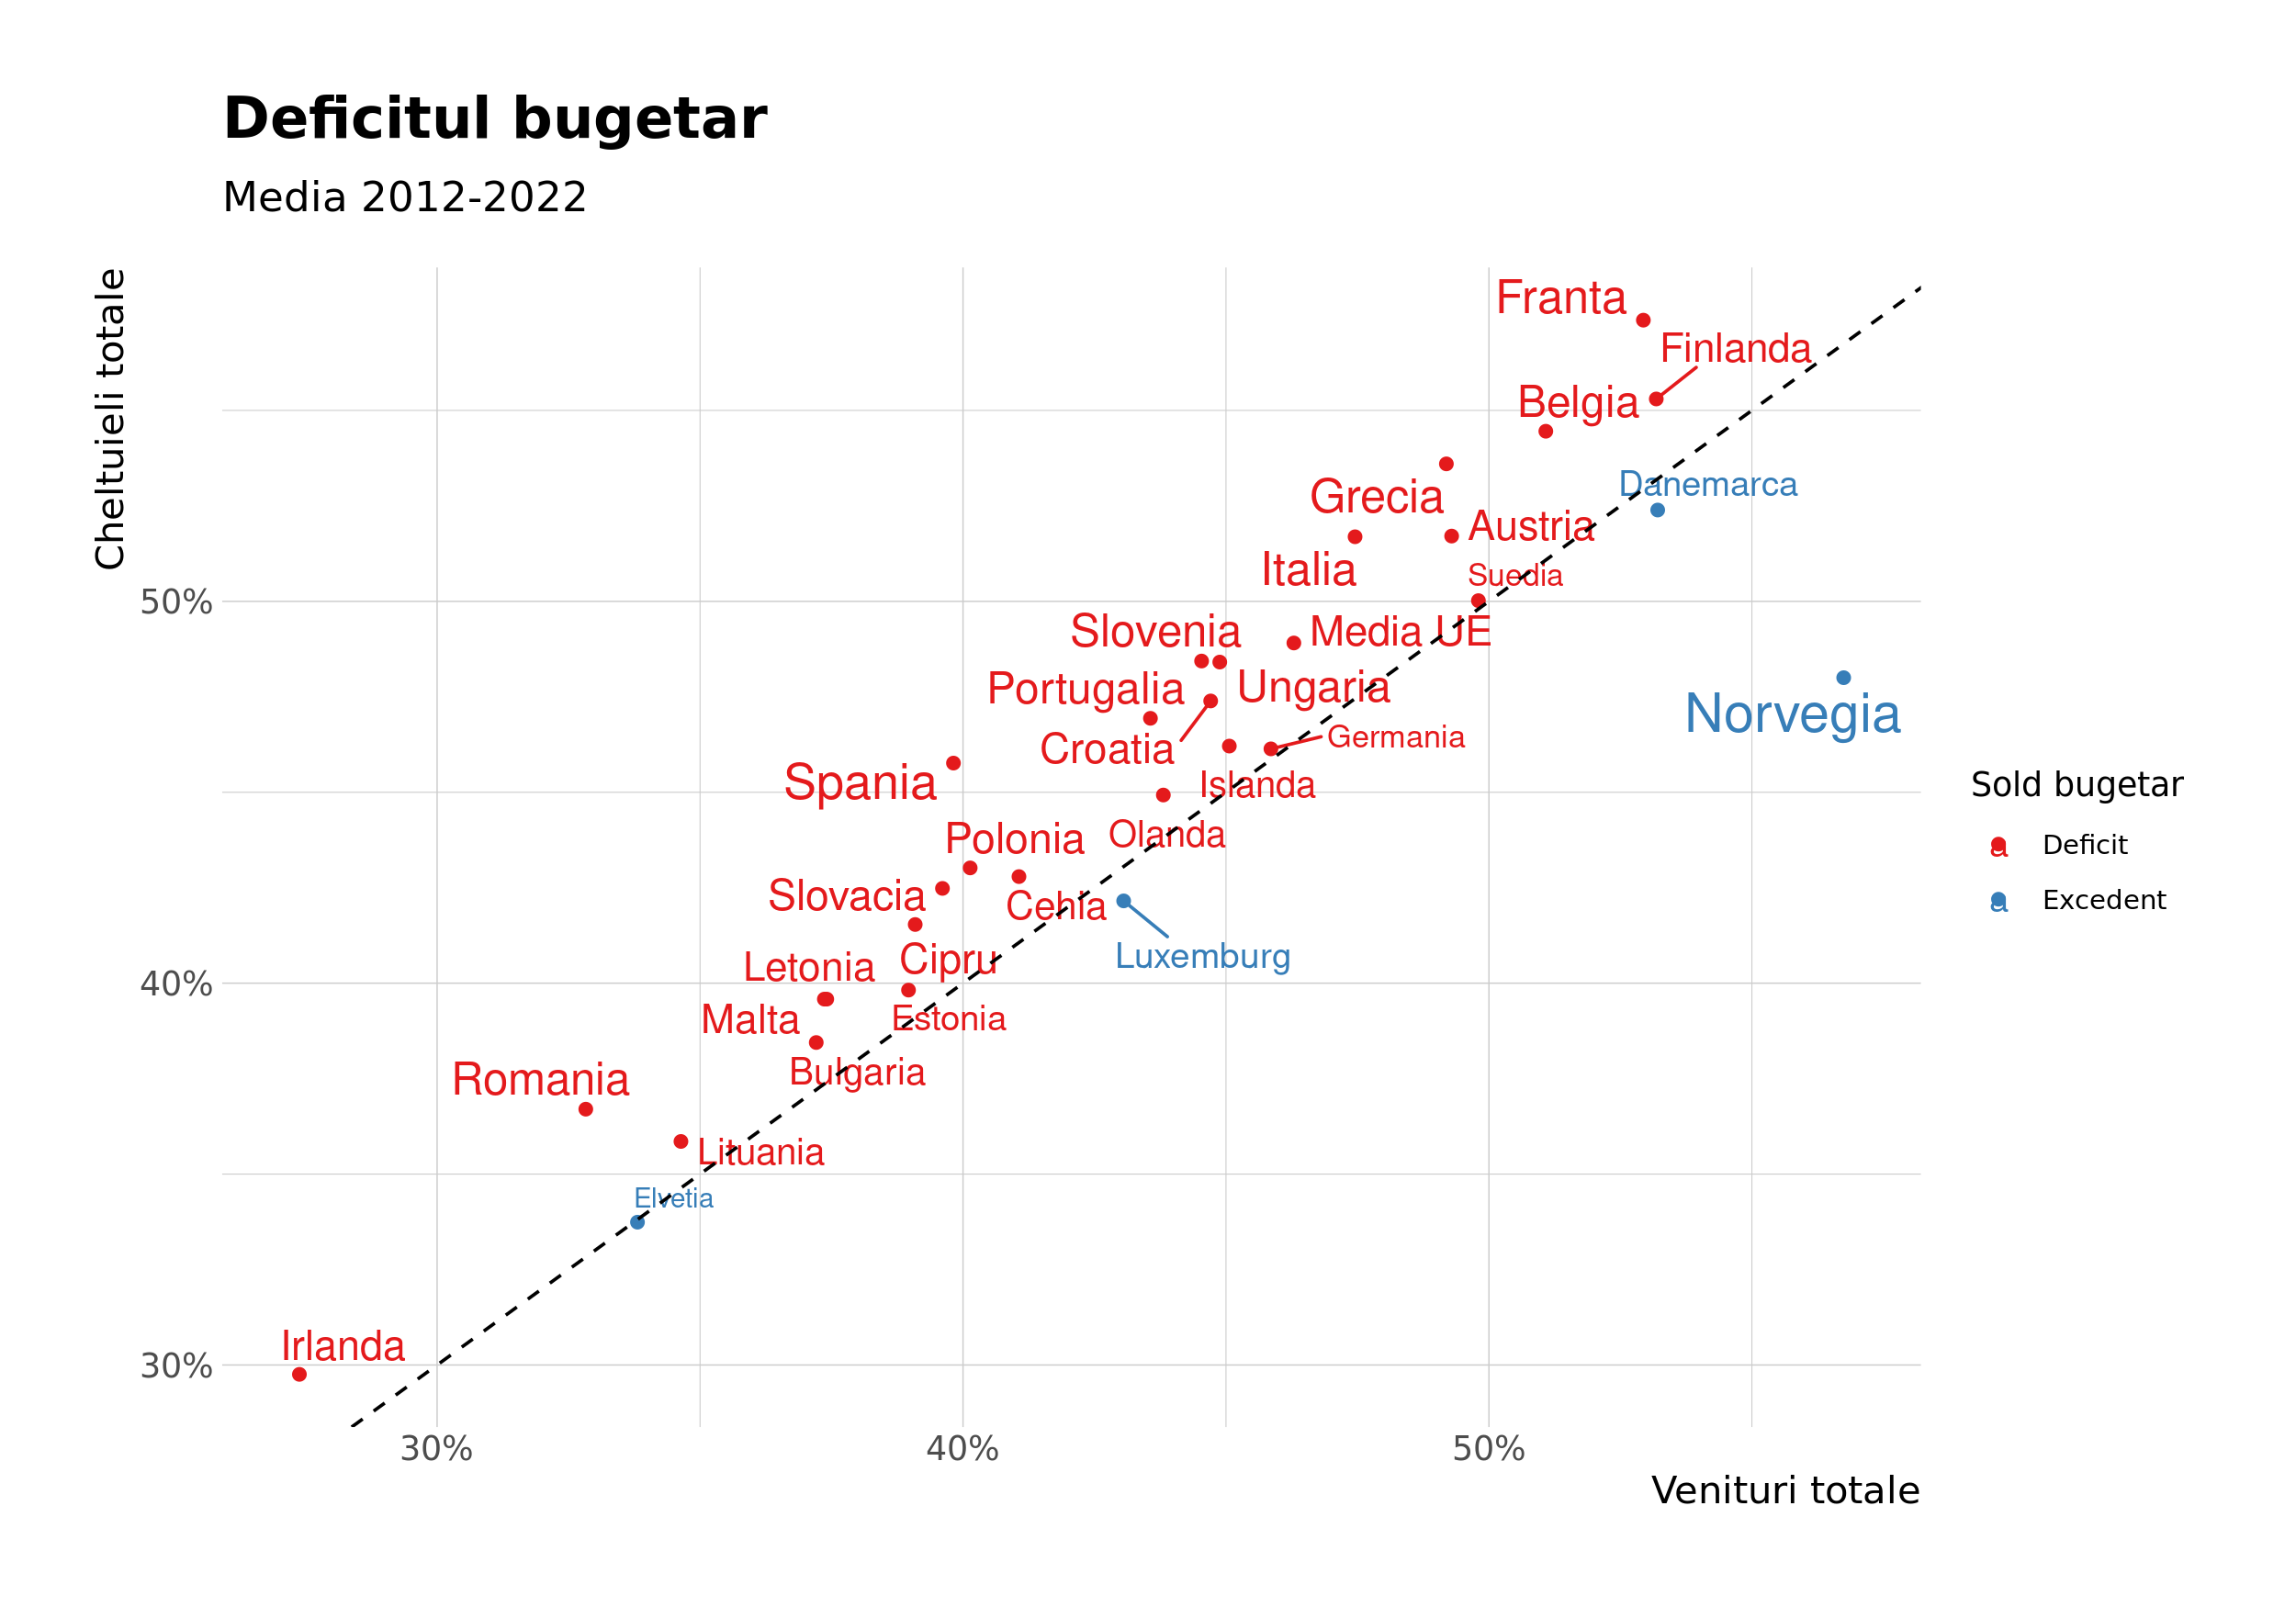 Deficitul bugetar
Media 2012-2022
Cheltuieli totale
Franta
Finlanda
Belgia
Danemarca
Grecia
Austria
Italia
Suedia
50%
Slovenia
Media UE
Portugalia
Ungaria
Norvegia
Croatia
Germania
Spania
Islanda
Olanda
Polonia
Slovacia
Cehia
Luxemburg
Cipru
Letonia
40%
Malta
Estonia
Bulgaria
Romania
Lituania
Elvetia
Irlanda
30%
30%
40%
50%
Venituri totale
Sold bugetar
a Deficit
a Excedent